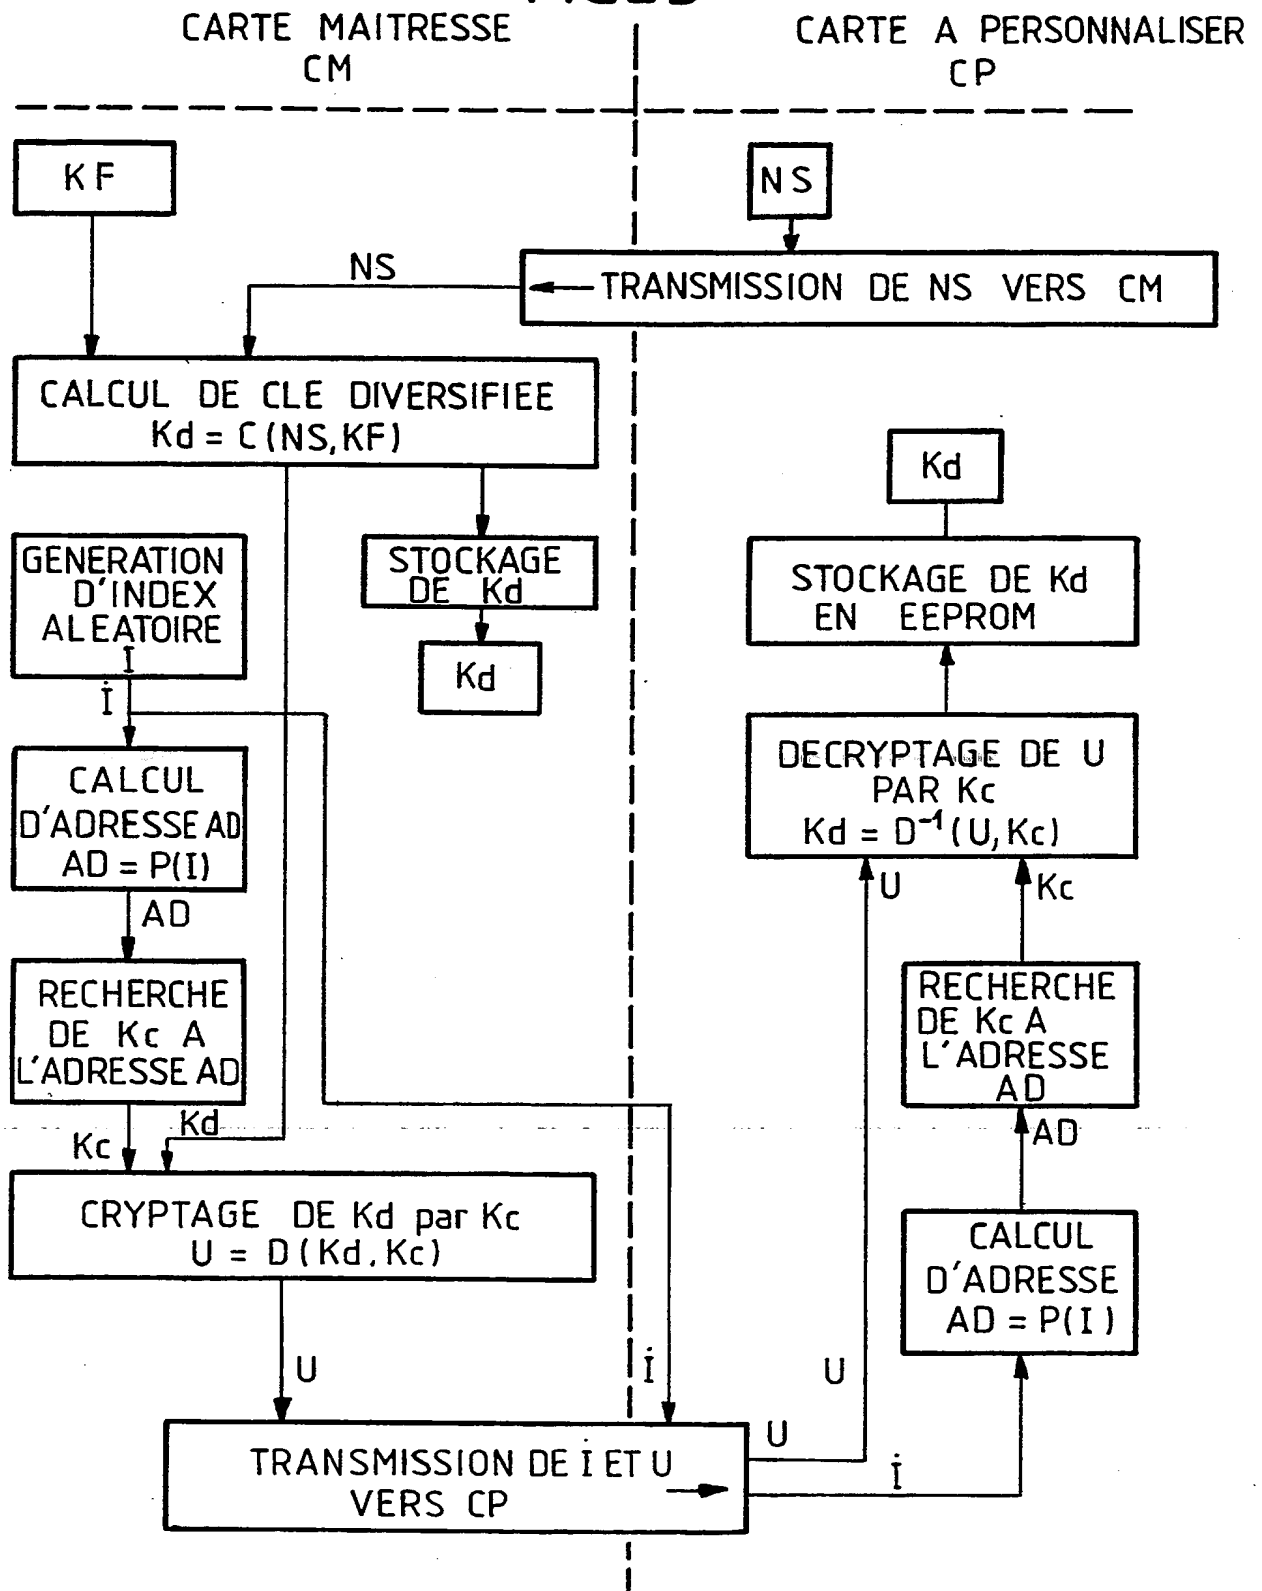 CARTE MAITRESSE
CM
CARTE A PERSONNALISER
CP
KF
NS
NS
TRANSMISSION DE NS VERS CM
CALCUL DE CLE DIVERSIFIEE
Kd = C (NS, KF)
Kd
GENERATION
D'INDEX
ALEATOIRE
I
STOCKAGE
DE Kd
STOCKAGE DE Kd
EN EEPROM
Kd
İ
CALCUL
D'ADRESSE AD
AD = P(I)
DECRYPTAGE DE U
PAR Kc
Kd = D⁻¹ (U, Kc)
AD
U
Kc
RECHERCHE
DE Kc A
L'ADRESSE AD
RECHERCHE
DE Kc A
L'ADRESSE
AD
Kc
Kd
AD
CRYPTAGE DE Kd par Kc
U = D (Kd, Kc)
CALCUL
D'ADRESSE
AD = P(I)
U
İ
U
TRANSMISSION DE İ ET U
VERS CP
U
İ